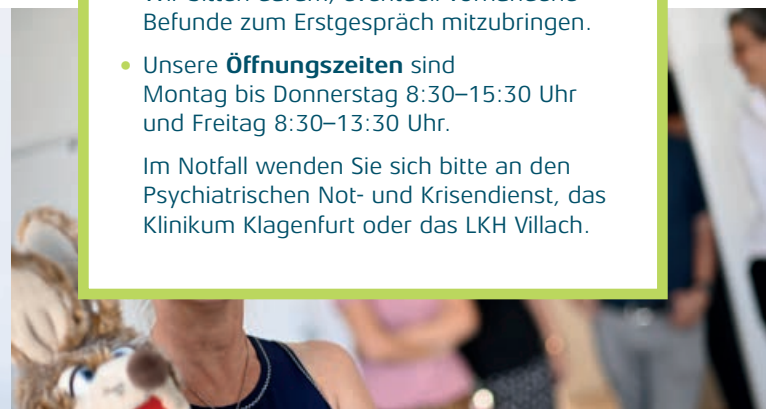 Befunde zum Erstgespräch mitzubringen.
• Unsere Öffnungszeiten sind
Montag bis Donnerstag 8:30–15:30 Uhr
und Freitag 8:30–13:30 Uhr.
Im Notfall wenden Sie sich bitte an den
Psychiatrischen Not- und Krisendienst, das
Klinikum Klagenfurt oder das LKH Villach.